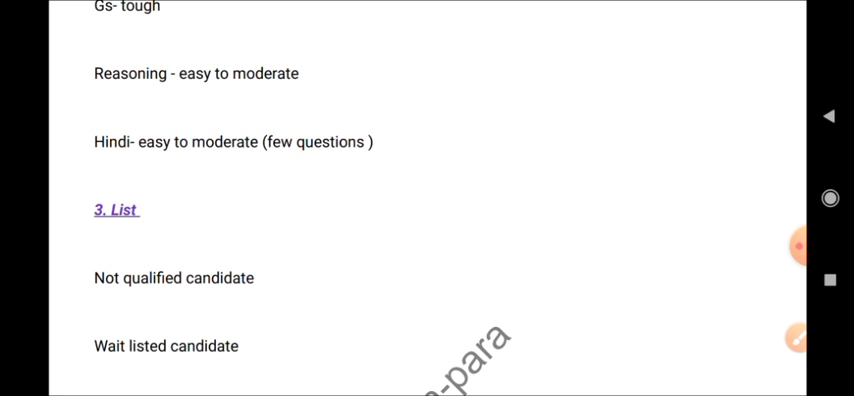 Gs- tough
Reasoning - easy to moderate
Hindi- easy to moderate (few questions )
3. List
Not qualified candidate
Wait listed candidate
-para